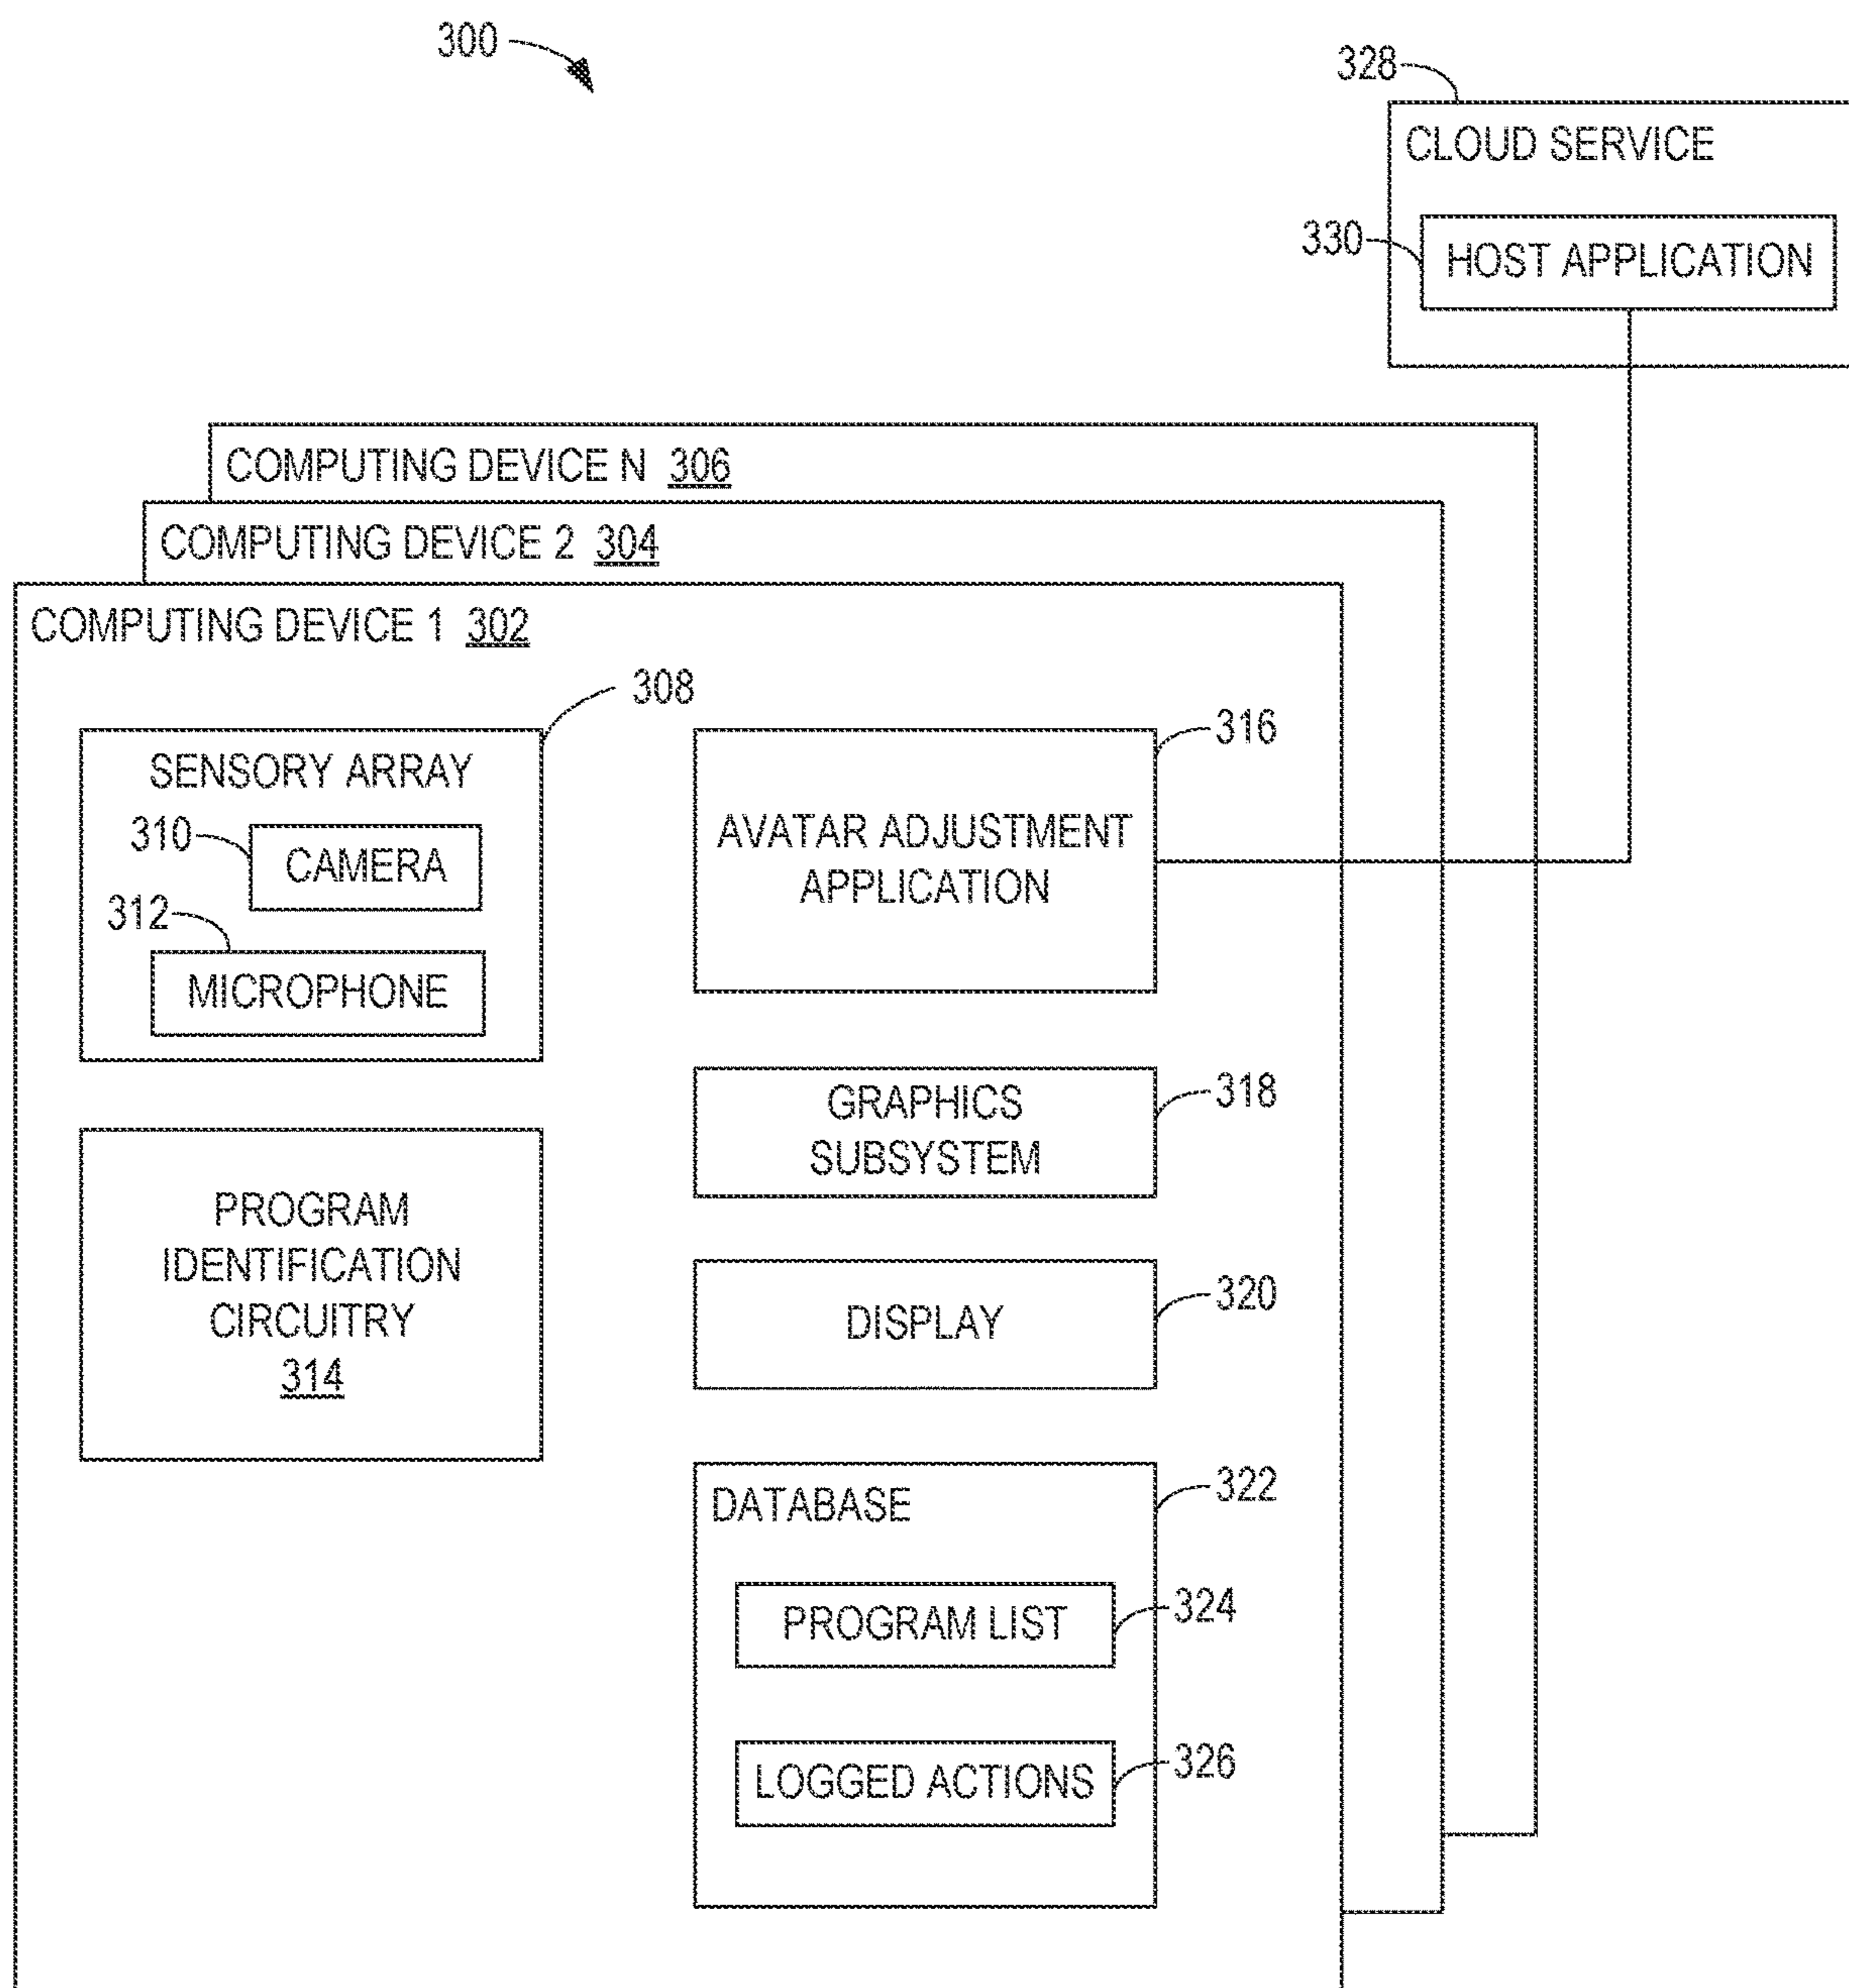 300
328
CLOUD SERVICE
330
HOST APPLICATION
COMPUTING DEVICE N 306
COMPUTING DEVICE 2 304
COMPUTING DEVICE 1 302
308
SENSORY ARRAY
310
CAMERA
312
MICROPHONE
PROGRAM
IDENTIFICATION
CIRCUITRY
314
316
AVATAR ADJUSTMENT
APPLICATION
318
GRAPHICS
SUBSYSTEM
320
DISPLAY
322
DATABASE
324
PROGRAM LIST
326
LOGGED ACTIONS